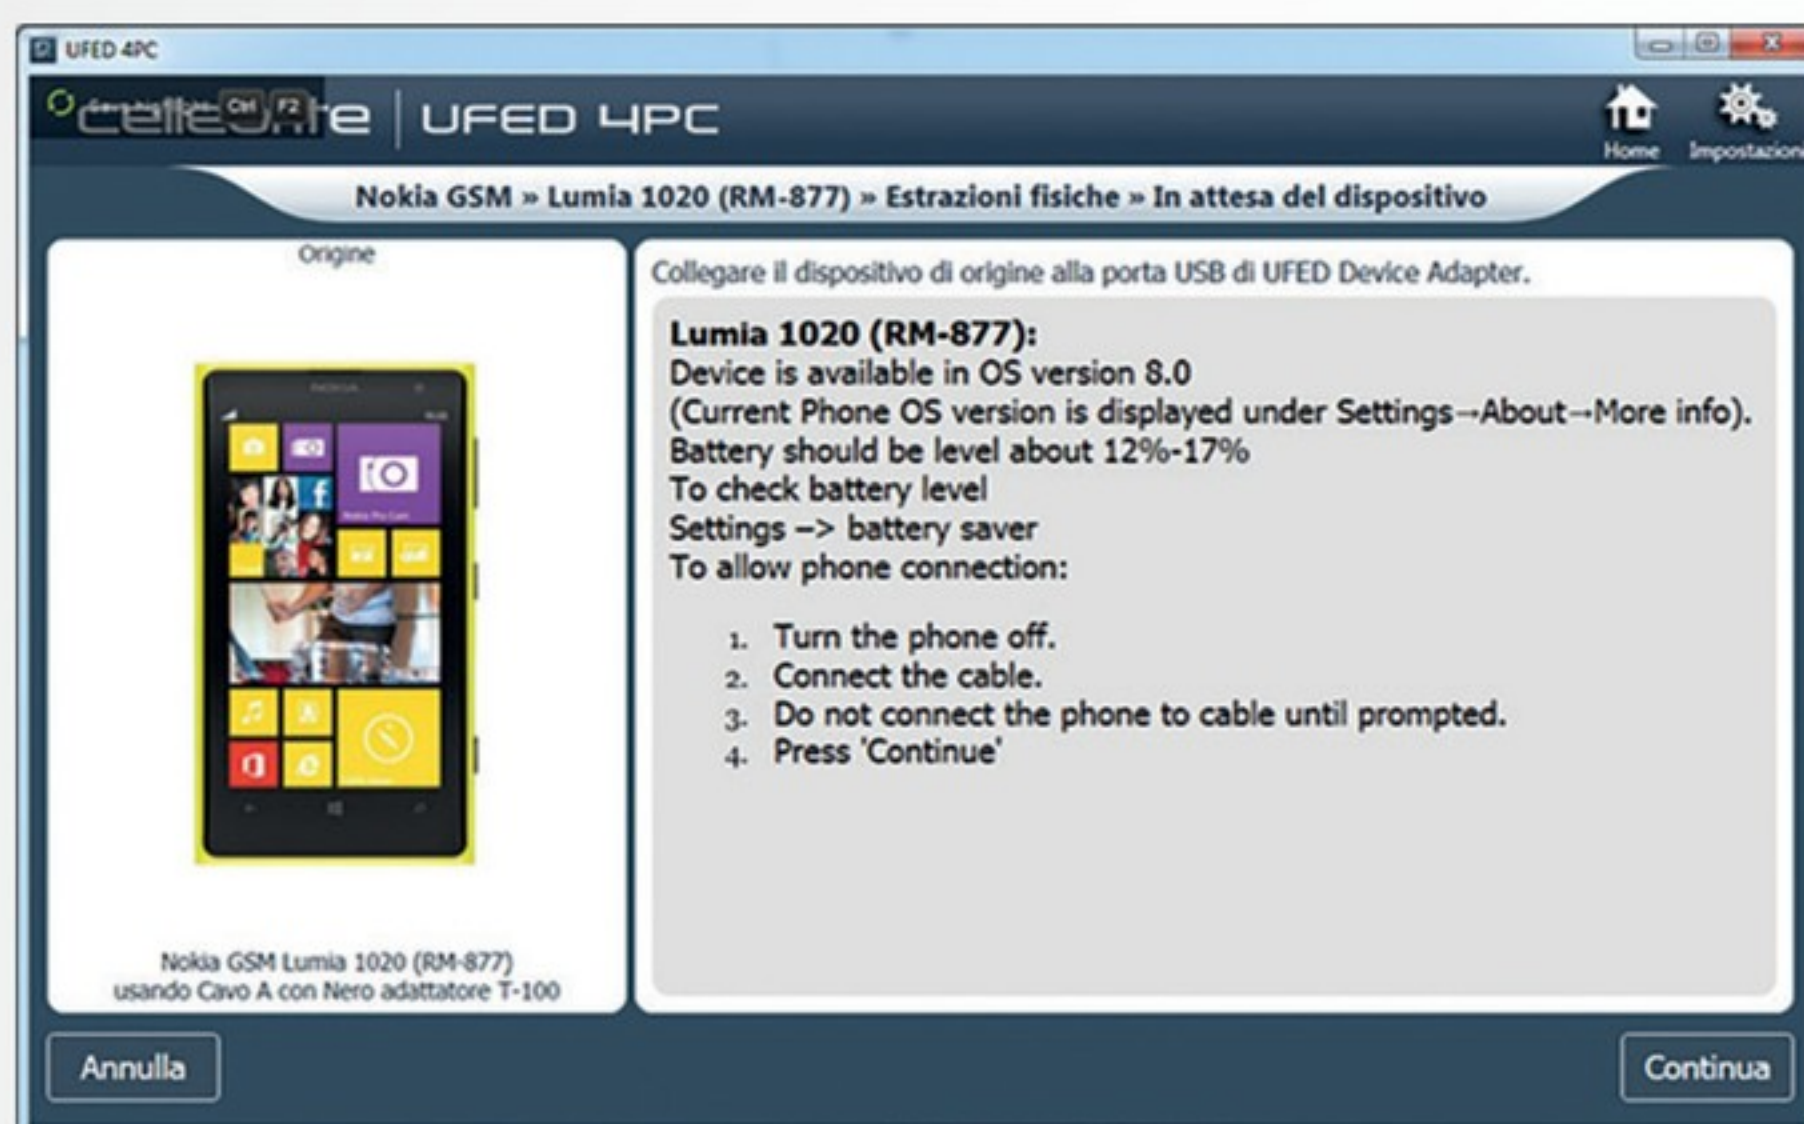 UFED 4PC
Ctrl F2
UFED 4PC
Home
Impostazion
Nokia GSM » Lumia 1020 (RM-877) » Estrazioni fisiche » In attesa del dispositivo
Origine
NOKIA
Nokia GSM Lumia 1020 (RM-877)
usando Cavo A con Nero adattatore T-100
Collegare il dispositivo di origine alla porta USB di UFED Device Adapter.
Lumia 1020 (RM-877):
Device is available in OS version 8.0
(Current Phone OS version is displayed under Settings→About→More info).
Battery should be level about 12%-17%
To check battery level
Settings –> battery saver
To allow phone connection:
1. Turn the phone off.
2. Connect the cable.
3. Do not connect the phone to cable until prompted.
4. Press 'Continue'
Annulla
Continua